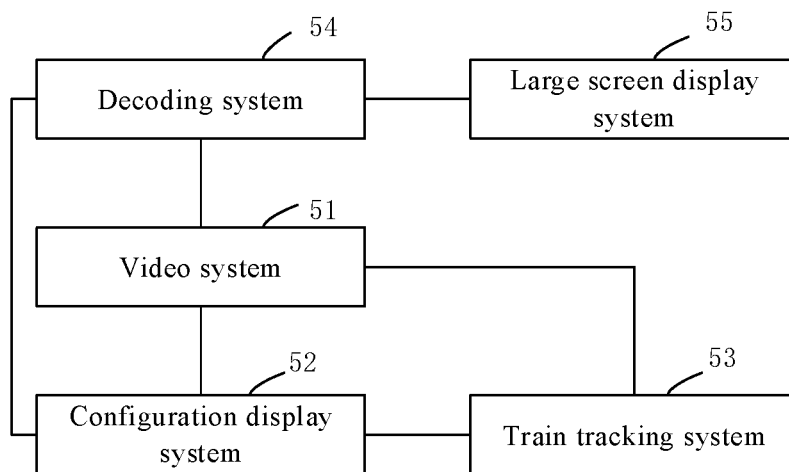 54
55
Decoding system
Large screen display
system
51
Video system
52
53
Configuration display
system
Train tracking system